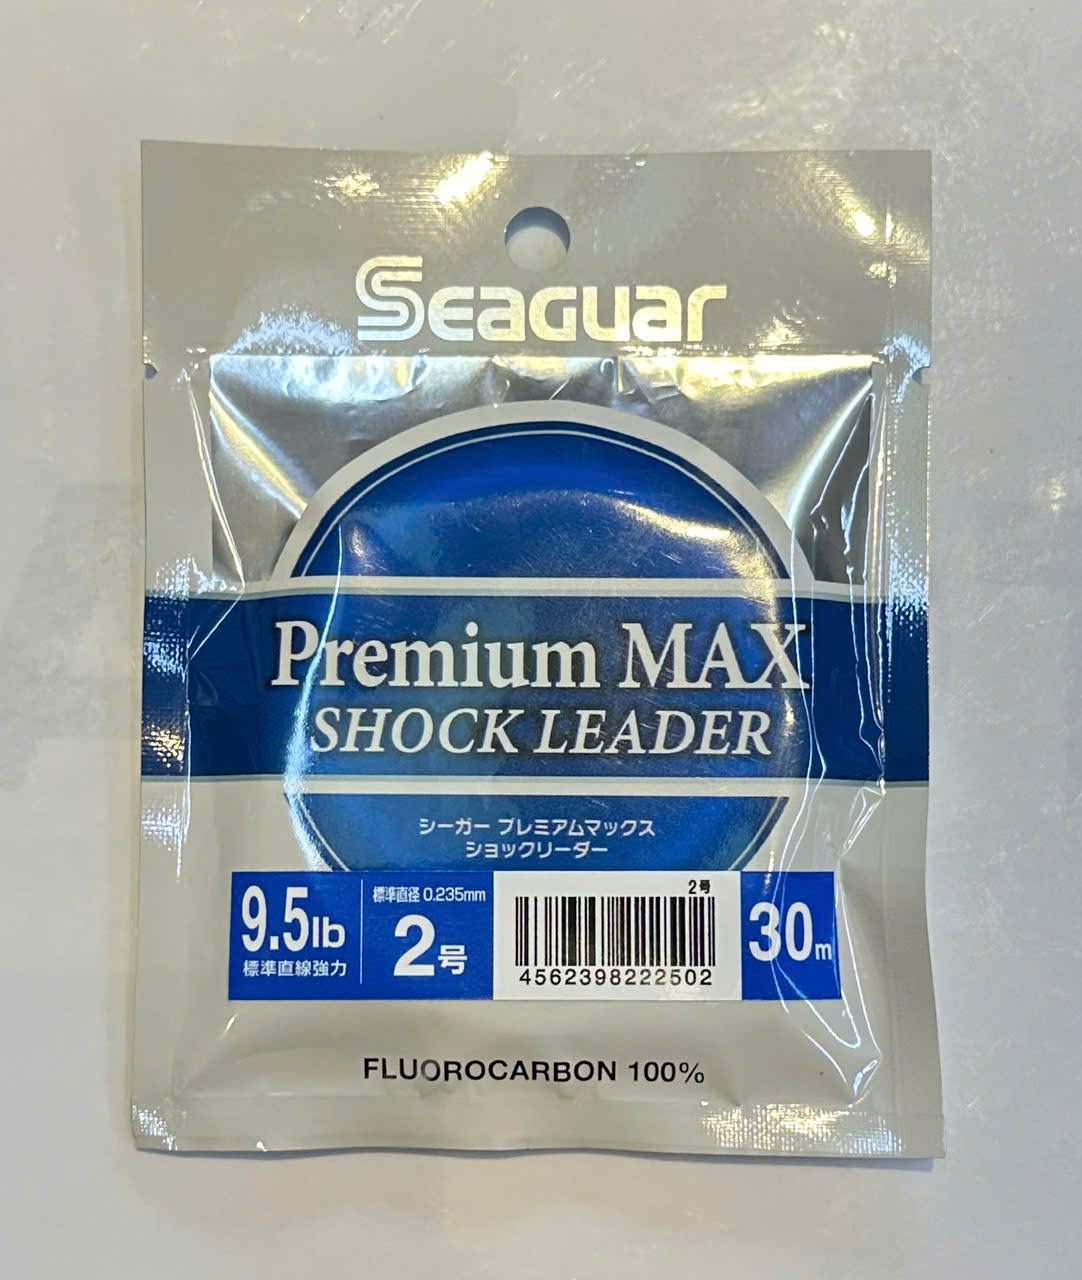 Seaguar
Premium MAX
SHOCK LEADER
シーガー プレミアムマックス
ショックリーダー
9.5lb
標準直線強力
標準直径 0.235mm
2号
2号
4562398222502
30m
FLUOROCARBON 100%